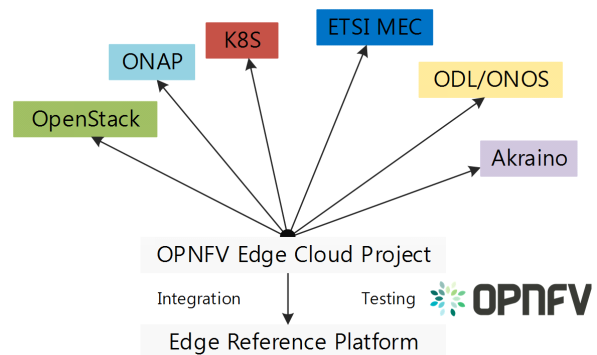 ETSI MEC
K8S
ONAP
ODL/ONOS
OpenStack
Akraino
OPNFV Edge Cloud Project
Integration
Testing
OPNFV
Edge Reference Platform